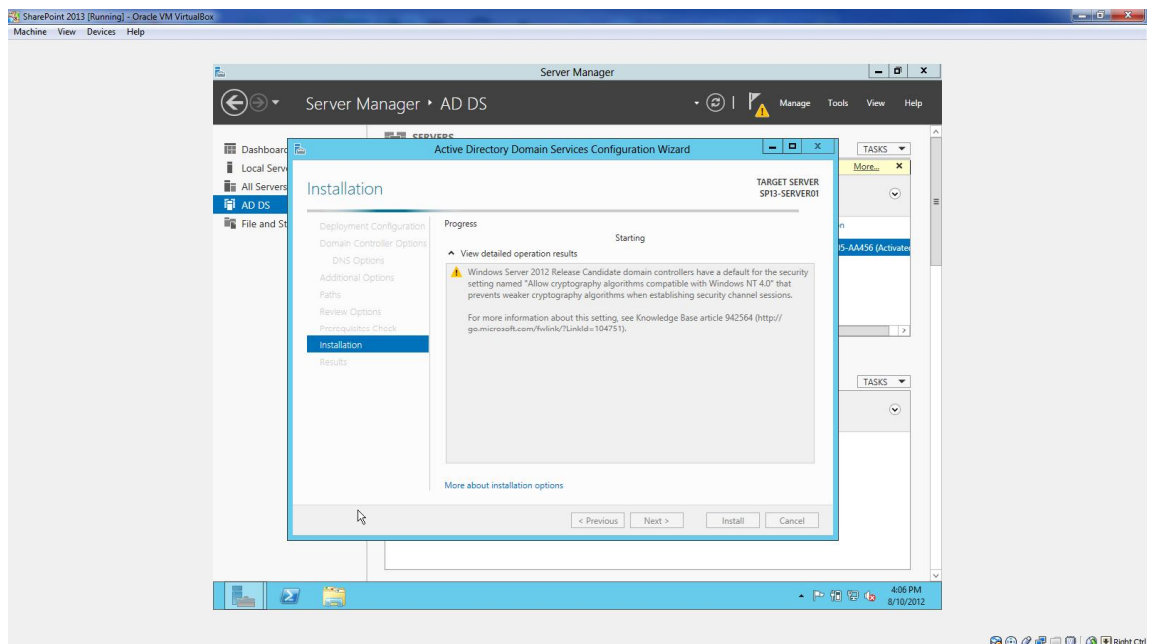 SharePoint 2013 [Running] - Oracle VM VirtualBox
Machine View Devices Help
Server Manager
Server Manager ‣ AD DS
Manage Tools View Help
SERVERS
TASKS
Dashboard
Local Serv
All Servers
AD DS
File and St
More...
Active Directory Domain Services Configuration Wizard
Installation
TARGET SERVER
SP13-SERVER01
Deployment Configuration
Domain Controller Options
DNS Options
Additional Options
Paths
Review Options
Prerequisites Check
Installation
Results
Progress
Starting
View detailed operation results
Windows Server 2012 Release Candidate domain controllers have a default for the security
setting named "Allow cryptography algorithms compatible with Windows NT 4.0" that
prevents weaker cryptography algorithms when establishing security channel sessions.
For more information about this setting, see Knowledge Base article 942564 (http://
go.microsoft.com/fwlink/?LinkId=104751).
More about installation options
< Previous
Next >
Install
Cancel
n
5-AA456 (Activated
TASKS
4:06 PM
8/10/2012
Right Ctrl